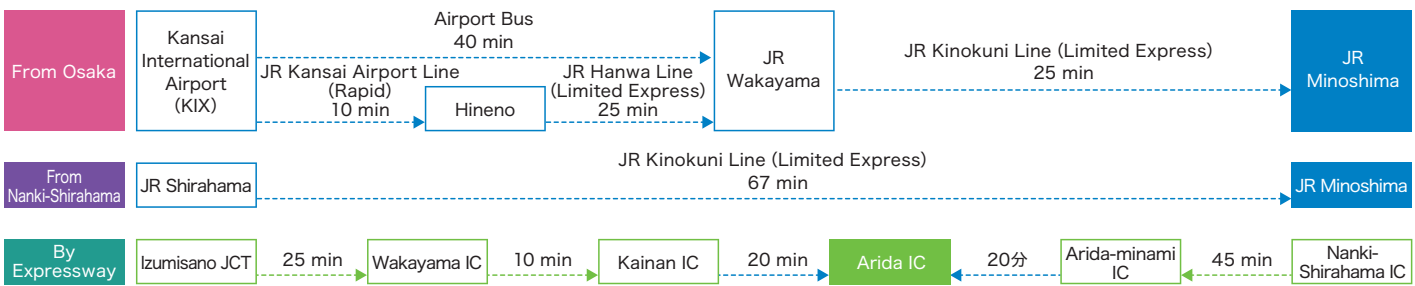 From Osaka
Kansai
International
Airport
(KIX)
Airport Bus
40 min
JR Kansai Airport Line
(Rapid)
10 min
Hineno
JR Hanwa Line
(Limited Express)
25 min
JR
Wakayama
JR Kinokuni Line (Limited Express)
25 min
JR
Minoshima
From
Nanki-Shirahama
JR Shirahama
JR Kinokuni Line (Limited Express)
67 min
JR Minoshima
By
Expressway
Izumisano JCT
25 min
Wakayama IC
10 min
Kainan IC
20 min
Arida IC
20分
Arida-minami
IC
45 min
Nanki-
Shirahama IC